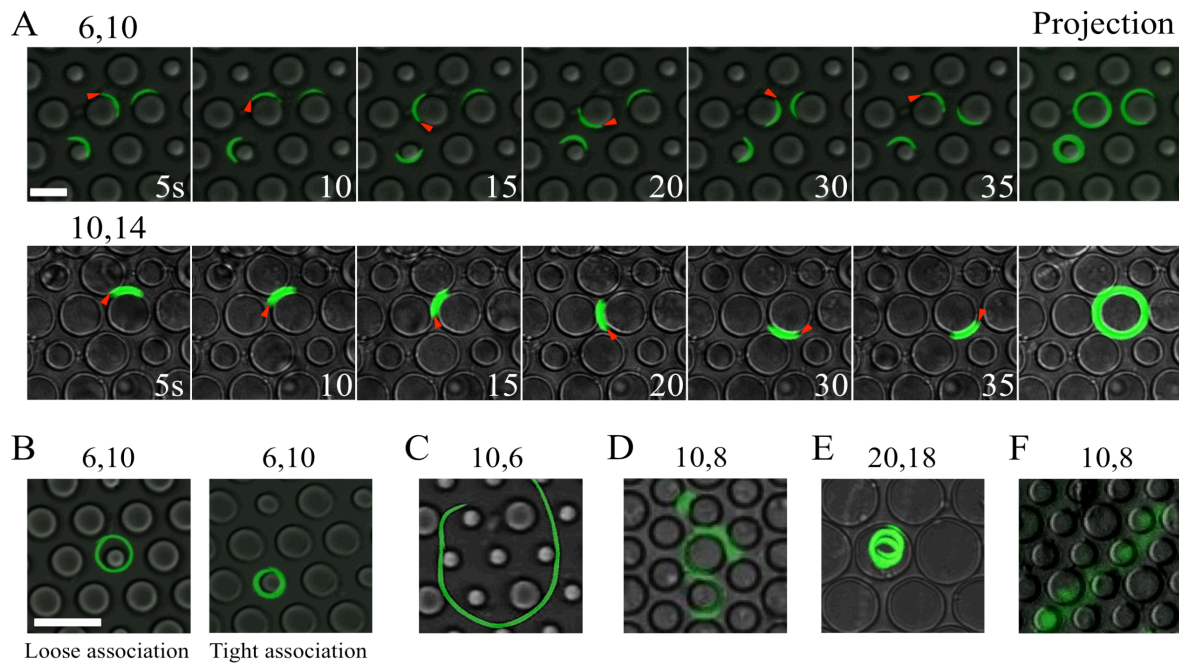 A
6,10
Projection
5s
10
15
20
30
35
10,14
5s
10
15
20
30
35
B
6,10
6,10
C
10,6
D
10,8
E
20,18
F
10,8
Loose association
Tight association